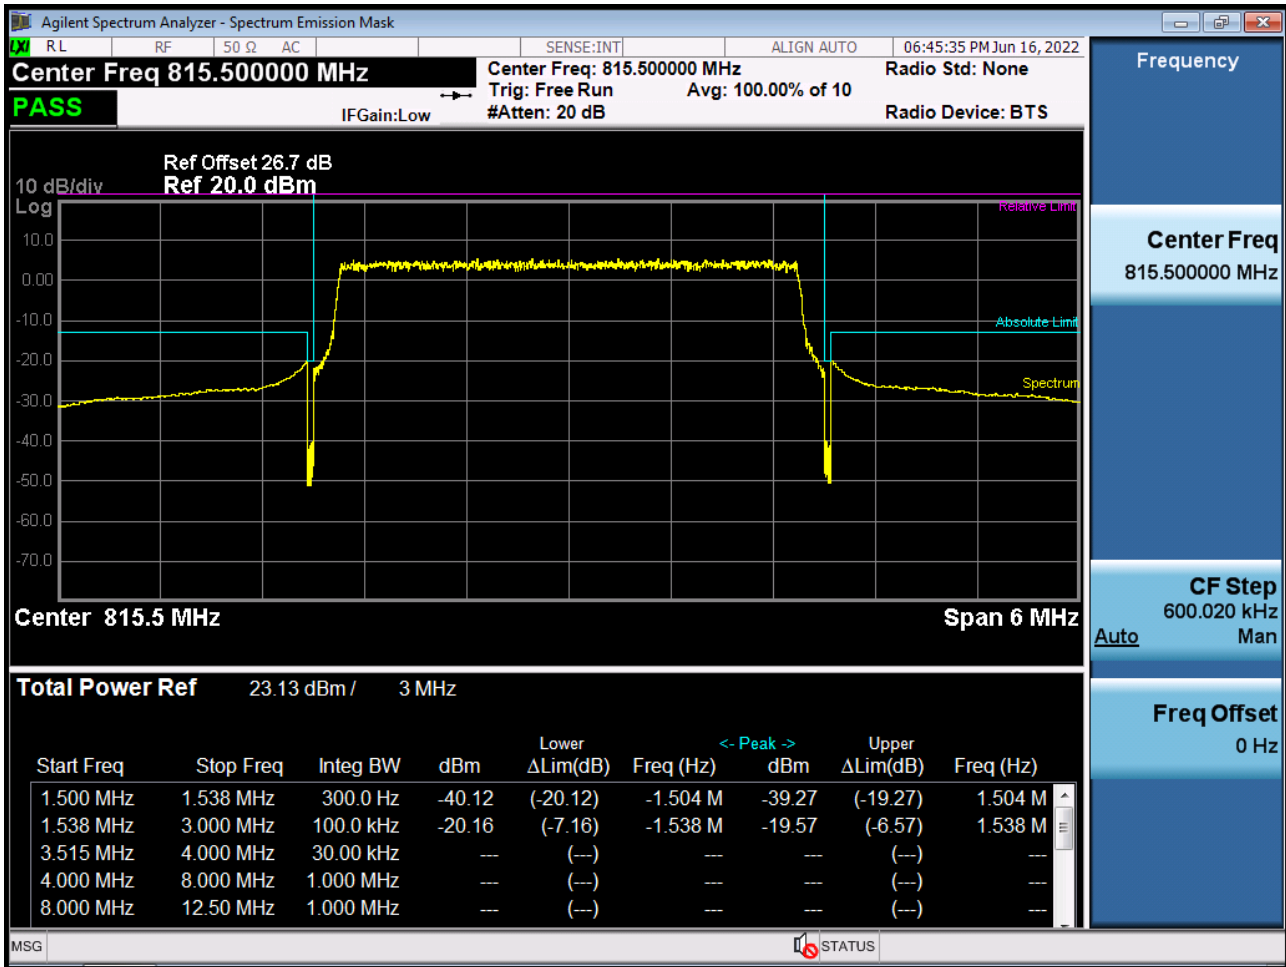 Agilent Spectrum Analyzer - Spectrum Emission Mask
LXI RL RF 50 Ω AC SENSE:INT ALIGN AUTO 06:45:35 PM Jun 16, 2022
Center Freq 815.500000 MHz
Center Freq: 815.500000 MHz
Radio Std: None
Trig: Free Run Avg: 100.00% of 10
PASS
IFGain:Low
#Atten: 20 dB
Radio Device: BTS
Ref Offset 26.7 dB
10 dB/div Ref 20.0 dBm
Log
Relative Limit
10.0
0.00
-10.0
Absolute Limit
-20.0
Spectrum
-30.0
-40.0
-50.0
-60.0
-70.0
Center 815.5 MHz
Span 6 MHz
Total Power Ref 23.13 dBm / 3 MHz
Lower <- Peak -> Upper
Start Freq Stop Freq Integ BW dBm ΔLim(dB) Freq (Hz) dBm ΔLim(dB) Freq (Hz)
1.500 MHz 1.538 MHz 300.0 Hz -40.12 (-20.12) -1.504 M -39.27 (-19.27) 1.504 M
1.538 MHz 3.000 MHz 100.0 kHz -20.16 (-7.16) -1.538 M -19.57 (-6.57) 1.538 M
3.515 MHz 4.000 MHz 30.00 kHz --- (---) --- --- (---) ---
4.000 MHz 8.000 MHz 1.000 MHz --- (---) --- --- (---) ---
8.000 MHz 12.50 MHz 1.000 MHz --- (---) --- --- (---) ---
MSG
STATUS
Frequency
Center Freq
815.500000 MHz
CF Step
600.020 kHz
Auto Man
Freq Offset
0 Hz